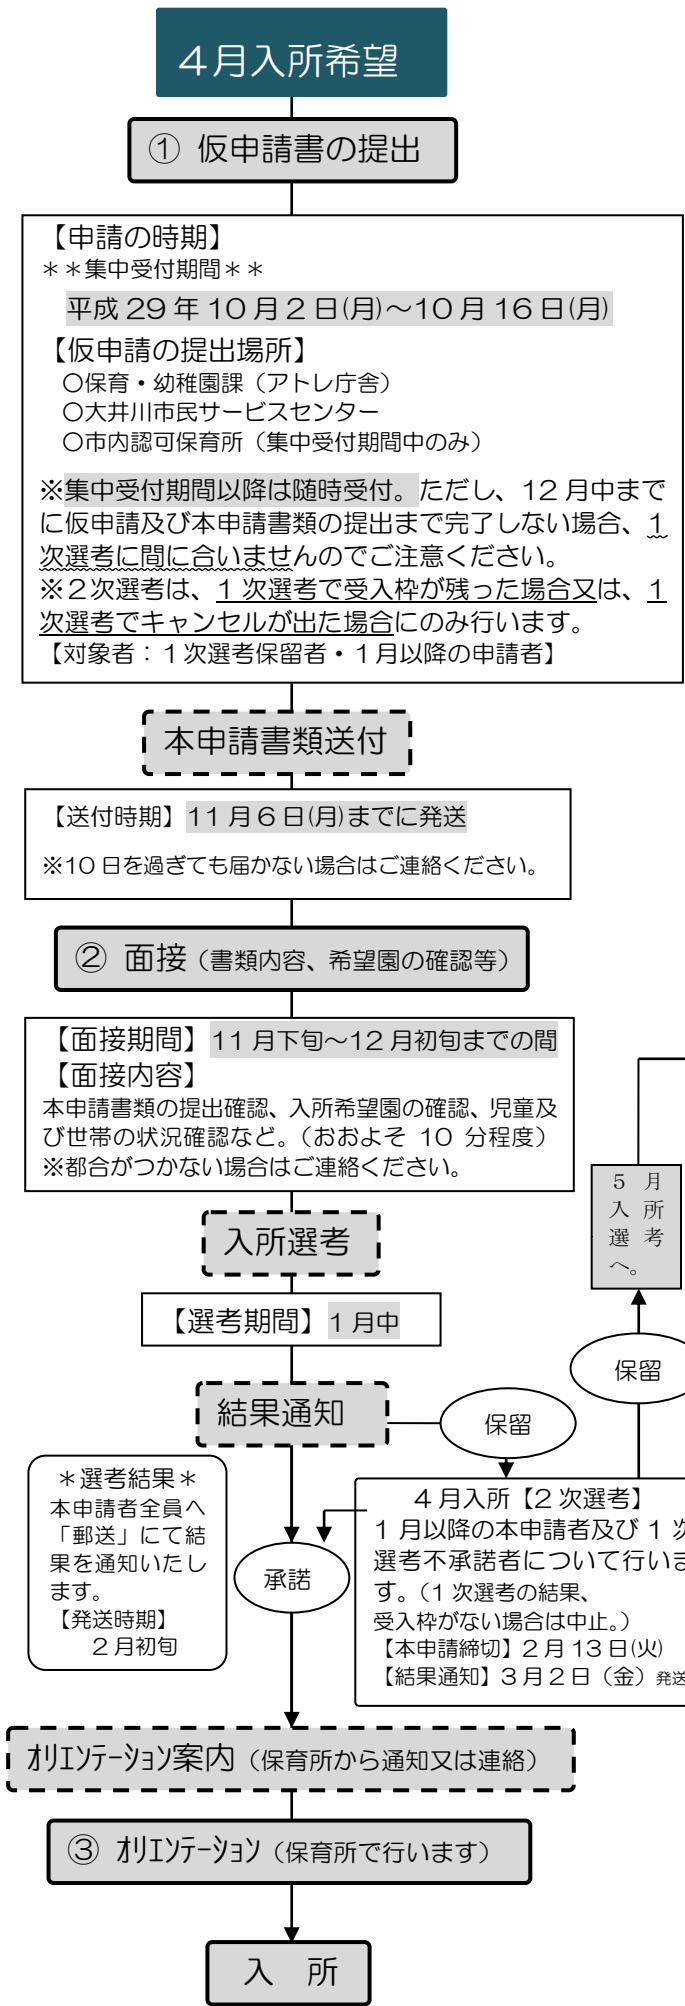 ４月入所希望
① 仮申請書の提出
【申請の時期】
＊＊集中受付期間＊＊
平成 29 年 10 月 2 日(月)～10 月 16 日(月)
【仮申請の提出場所】
○保育・幼稚園課（アトレ庁舎）
○大井川市民サービスセンター
○市内認可保育所（集中受付期間中のみ）
※集中受付期間以降は随時受付。ただし、12 月中まで
に仮申請及び本申請書類の提出まで完了しない場合、1
次選考に間に合いませんのでご注意ください。
※２次選考は、1 次選考で受入枠が残った場合又は、1
次選考でキャンセルが出た場合にのみ行います。
【対象者：１次選考保留者・１月以降の申請者】
本申請書類送付
【送付時期】11 月 6 日(月)までに発送
※10 日を過ぎても届かない場合はご連絡ください。
② 面接（書類内容、希望園の確認等）
【面接期間】11 月下旬～12 月初旬までの間
【面接内容】
本申請書類の提出確認、入所希望園の確認、児童及
び世帯の状況確認など。（おおよそ 10 分程度）
※都合がつかない場合はご連絡ください。
5 月
入 所
選 考
へ。
入所選考
【選考期間】1 月中
保留
結果通知
保留
＊選考結果＊
本申請者全員へ
「郵送」にて結
果を通知いたし
ます。
【発送時期】
２月初旬
承諾
４月入所【２次選考】
1 月以降の本申請者及び 1 次
選考不承諾者について行いま
す。（１次選考の結果、
受入枠がない場合は中止。）
【本申請締切】2 月 13 日(火)
【結果通知】3 月 2 日（金）発送
ｵﾘｴﾝﾃｰｼｮﾝ案内（保育所から通知又は連絡）
③ ｵﾘｴﾝﾃｰｼｮﾝ（保育所で行います）
入　所